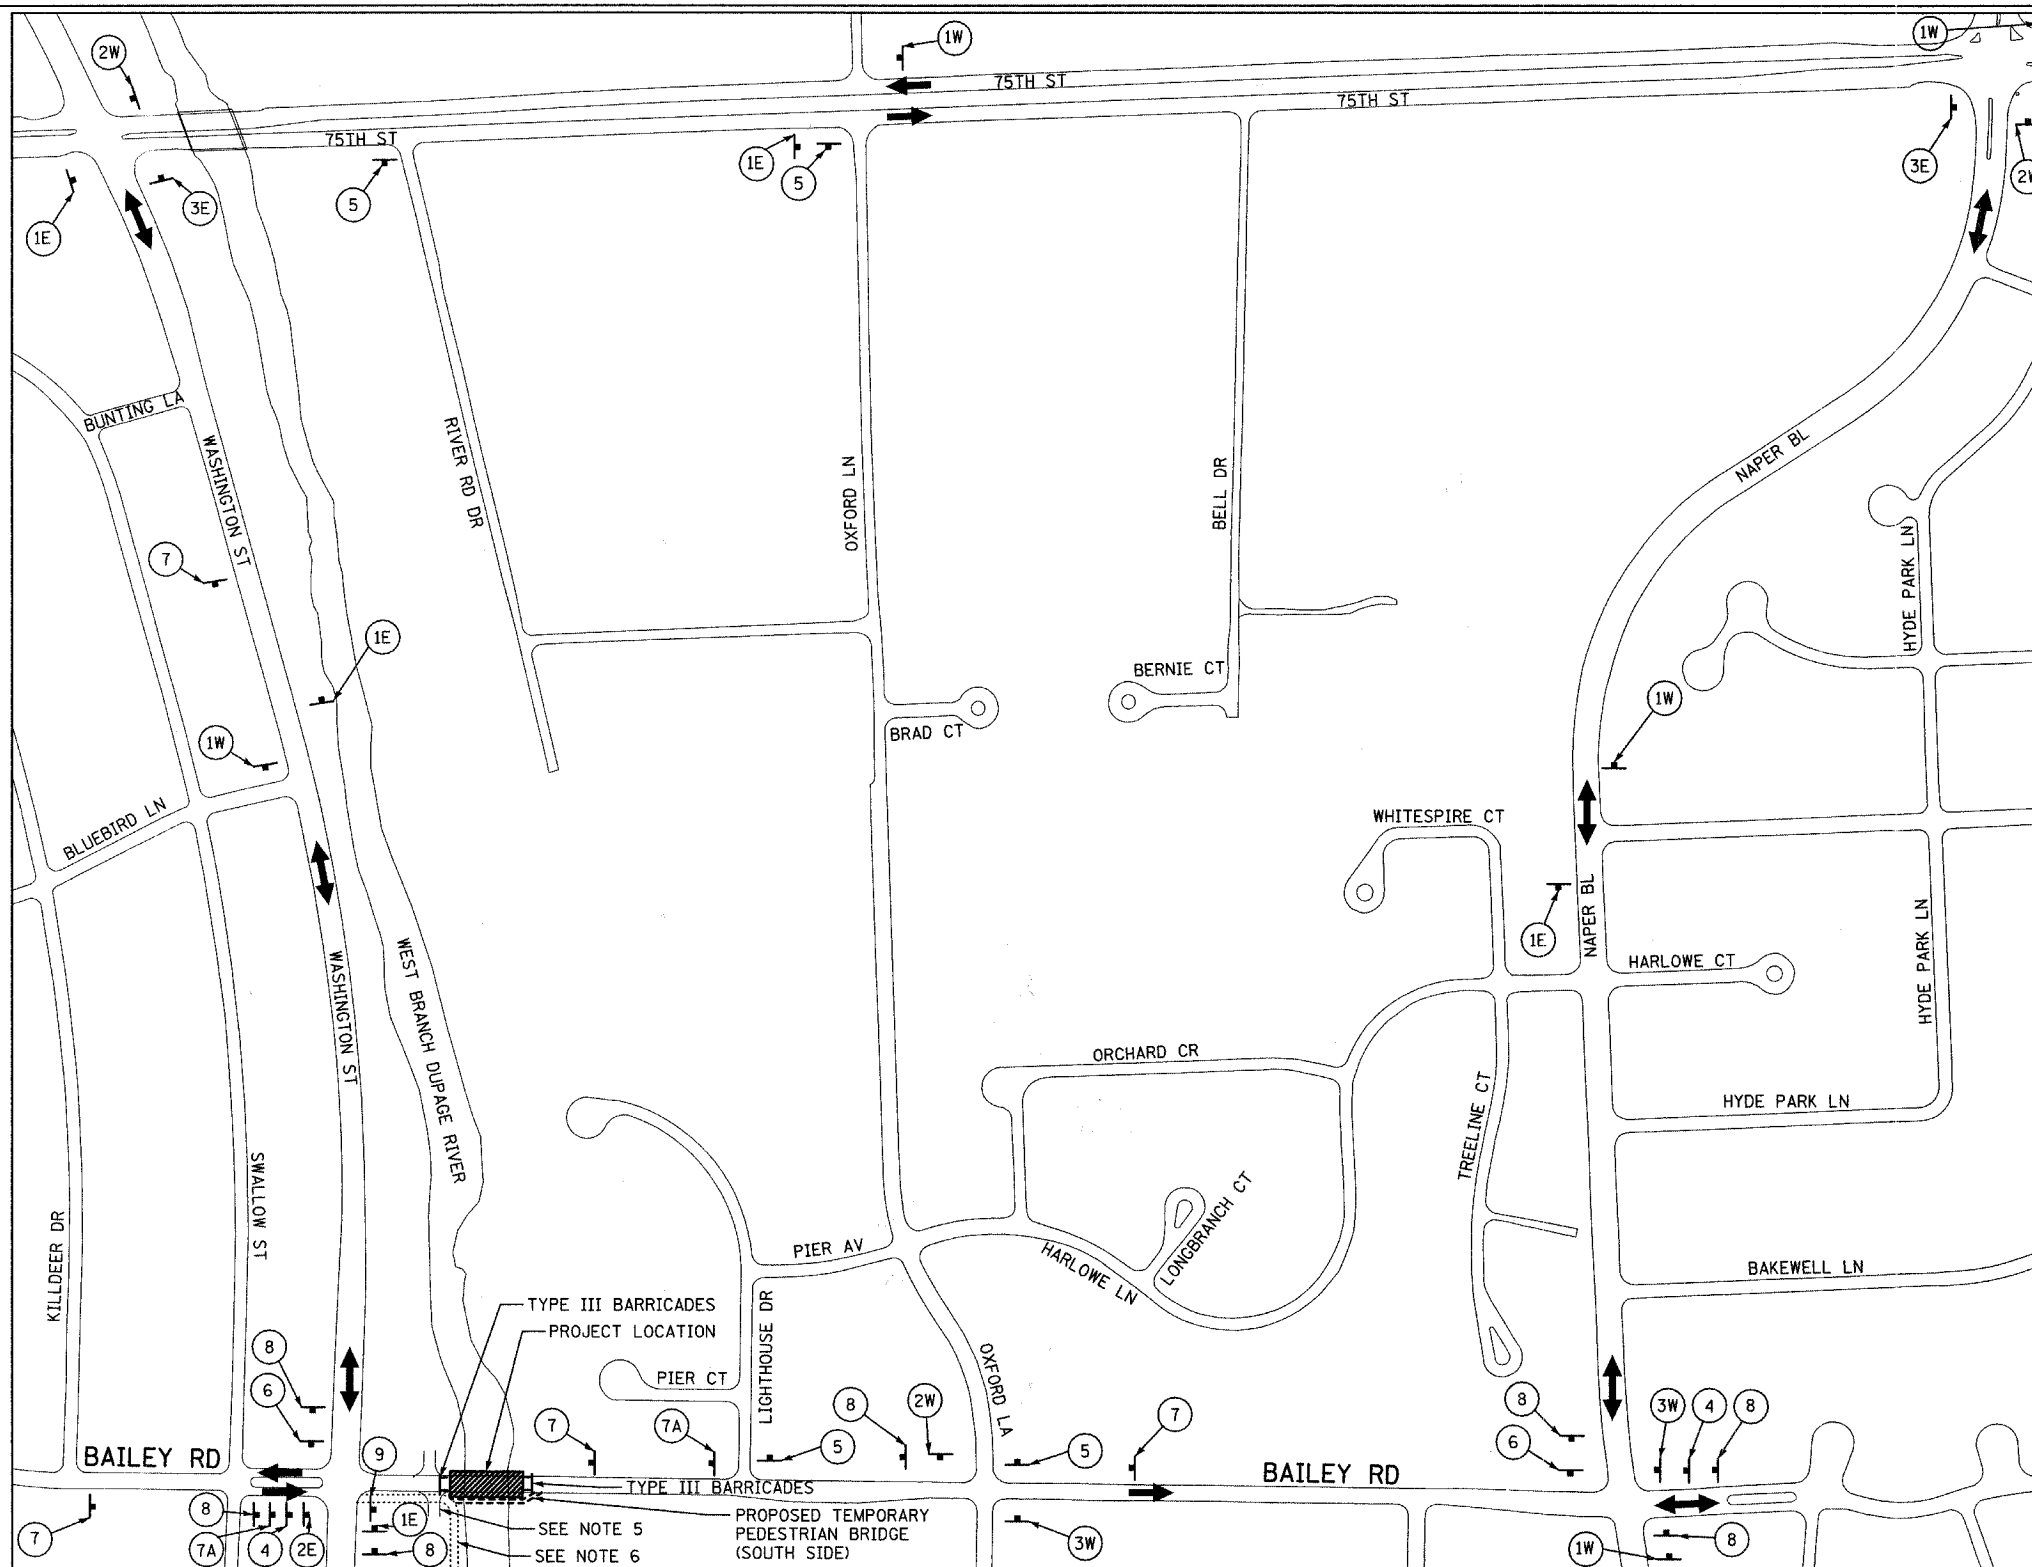 2W
1W
1W
75TH ST
75TH ST
75TH ST
1E
5
3E
1E
3E
5
BUNTING LA
WASHINGTON ST
RIVER RD DR
OXFORD LN
BELL DR
NAPER BL
HYDE PARK LN
7
1E
1W
BERNIE CT
BRAD CT
1W
BLUEBIRD LN
WHITESPIRE CT
NAPER BL
1E
HARLOWE CT
HYDE PARK LN
WASHINGTON ST
WEST BRANCH DUPAGE RIVER
ORCHARD CR
TREELINE CT
HYDE PARK LN
KILLDEER DR
SWALLOW ST
PIER AV
HARLOWE LN
LONGBRANCH CT
BAKEWELL LN
TYPE III BARRICADES
PROJECT LOCATION
LIGHTHOUSE DR
OXFORD LA
PIER CT
8
6
8
2W
7
8
6
3W
4
8
BAILEY RD
9
7
7A
5
5
BAILEY RD
TYPE III BARRICADES
PROPOSED TEMPORARY
PEDESTRIAN BRIDGE
(SOUTH SIDE)
SEE NOTE 5
SEE NOTE 6
7
8
7A
4
2E
1E
8
3W
1W
8